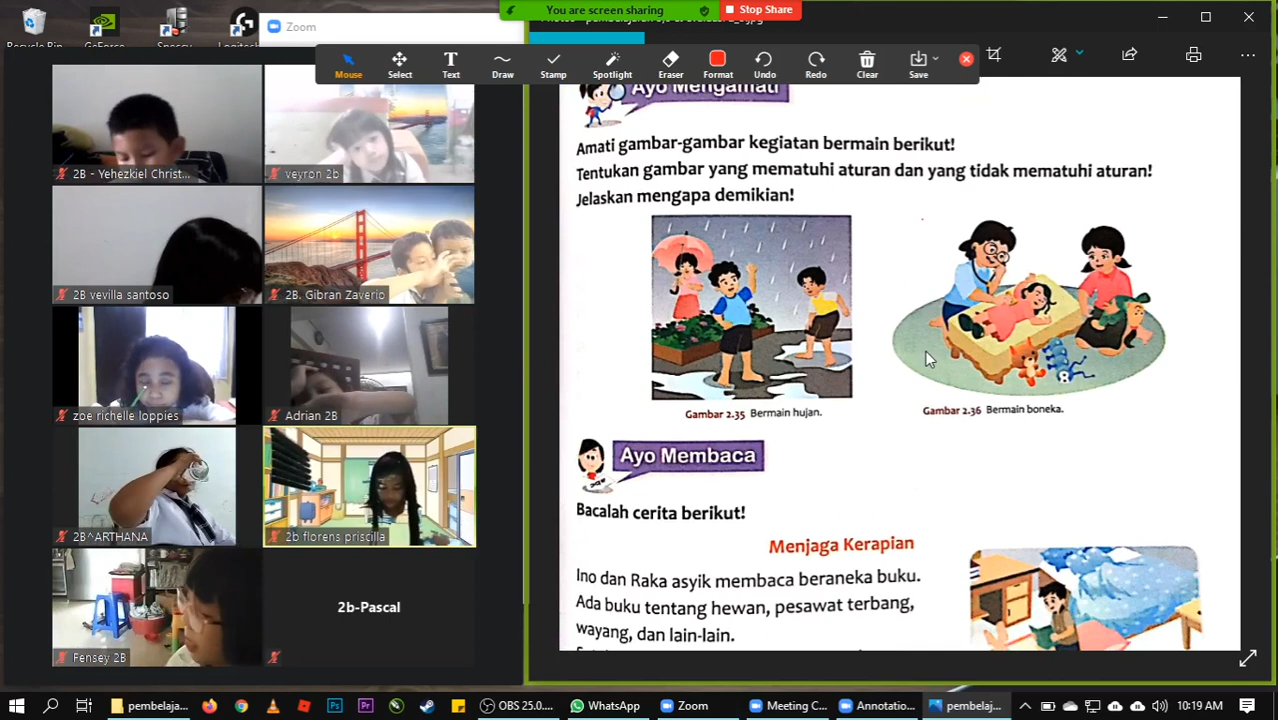 You are screen sharing
Stop Share
Recycle Bin
GeForce
Speccy
Logitech
Zoom
Mouse
Select
Text
Draw
Stamp
Spotlight
Eraser
Format
Undo
Redo
Clear
Save
2B - Yehezkiel Christ...
veyron 2b
2B vevilla santoso
2B. Gibran Zaverio
zoe richelle loppies
Adrian 2B
2B^ARTHANA
2b florens priscilla
Fensey 2B
2b-Pascal
Ayo Mengamati
Amati gambar-gambar kegiatan bermain berikut!
Tentukan gambar yang mematuhi aturan dan yang tidak mematuhi aturan!
Jelaskan mengapa demikian!
Gambar 2.35 Bermain hujan.
Gambar 2.36 Bermain boneka.
Ayo Membaca
Bacalah cerita berikut!
Menjaga Kerapian
Ino dan Raka asyik membaca beraneka buku.
Ada buku tentang hewan, pesawat terbang,
wayang, dan lain-lain.
pembelaja...
OBS 25.0....
WhatsApp
Zoom
Meeting C...
Annotatio...
pembelaj...
10:19 AM